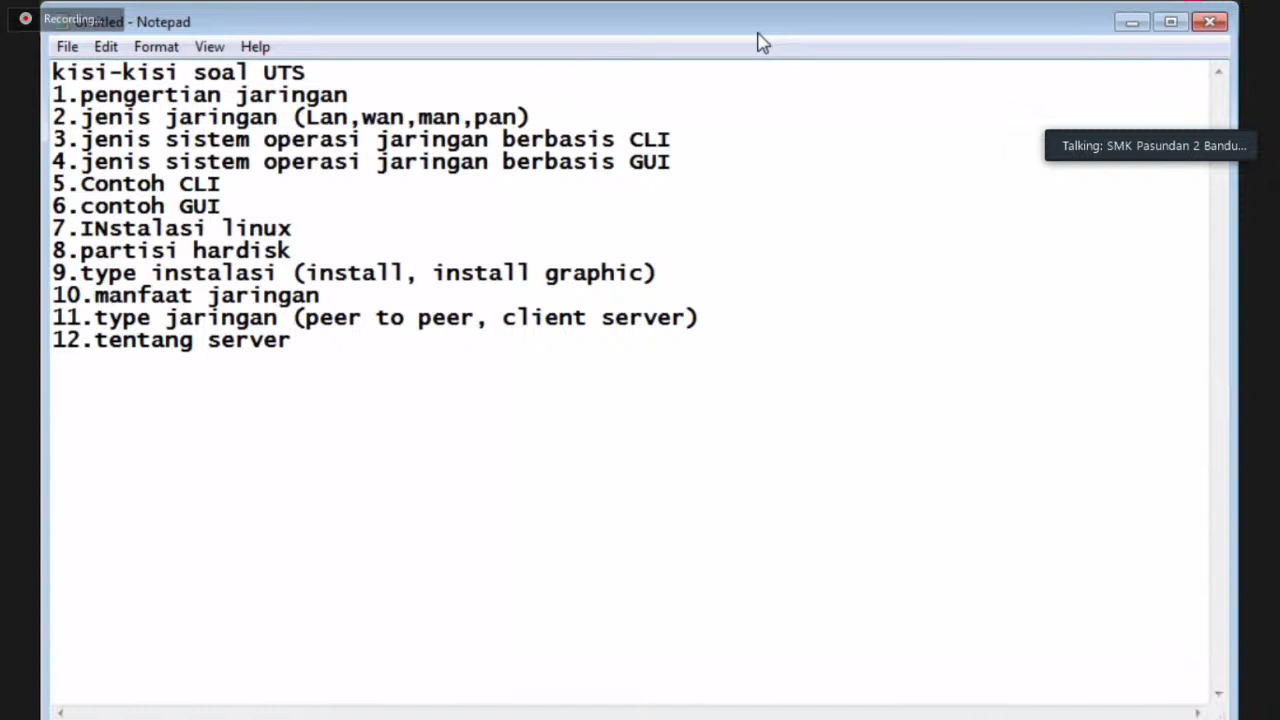 Recording...
Untitled - Notepad
File Edit Format View Help
kisi-kisi soal UTS
1.pengertian jaringan
2.jenis jaringan (Lan,wan,man,pan)
3.jenis sistem operasi jaringan berbasis CLI
4.jenis sistem operasi jaringan berbasis GUI
5.Contoh CLI
6.contoh GUI
7.INstalasi linux
8.partisi hardisk
9.type instalasi (install, install graphic)
10.manfaat jaringan
11.type jaringan (peer to peer, client server)
12.tentang server
Talking: SMK Pasundan 2 Bandu...